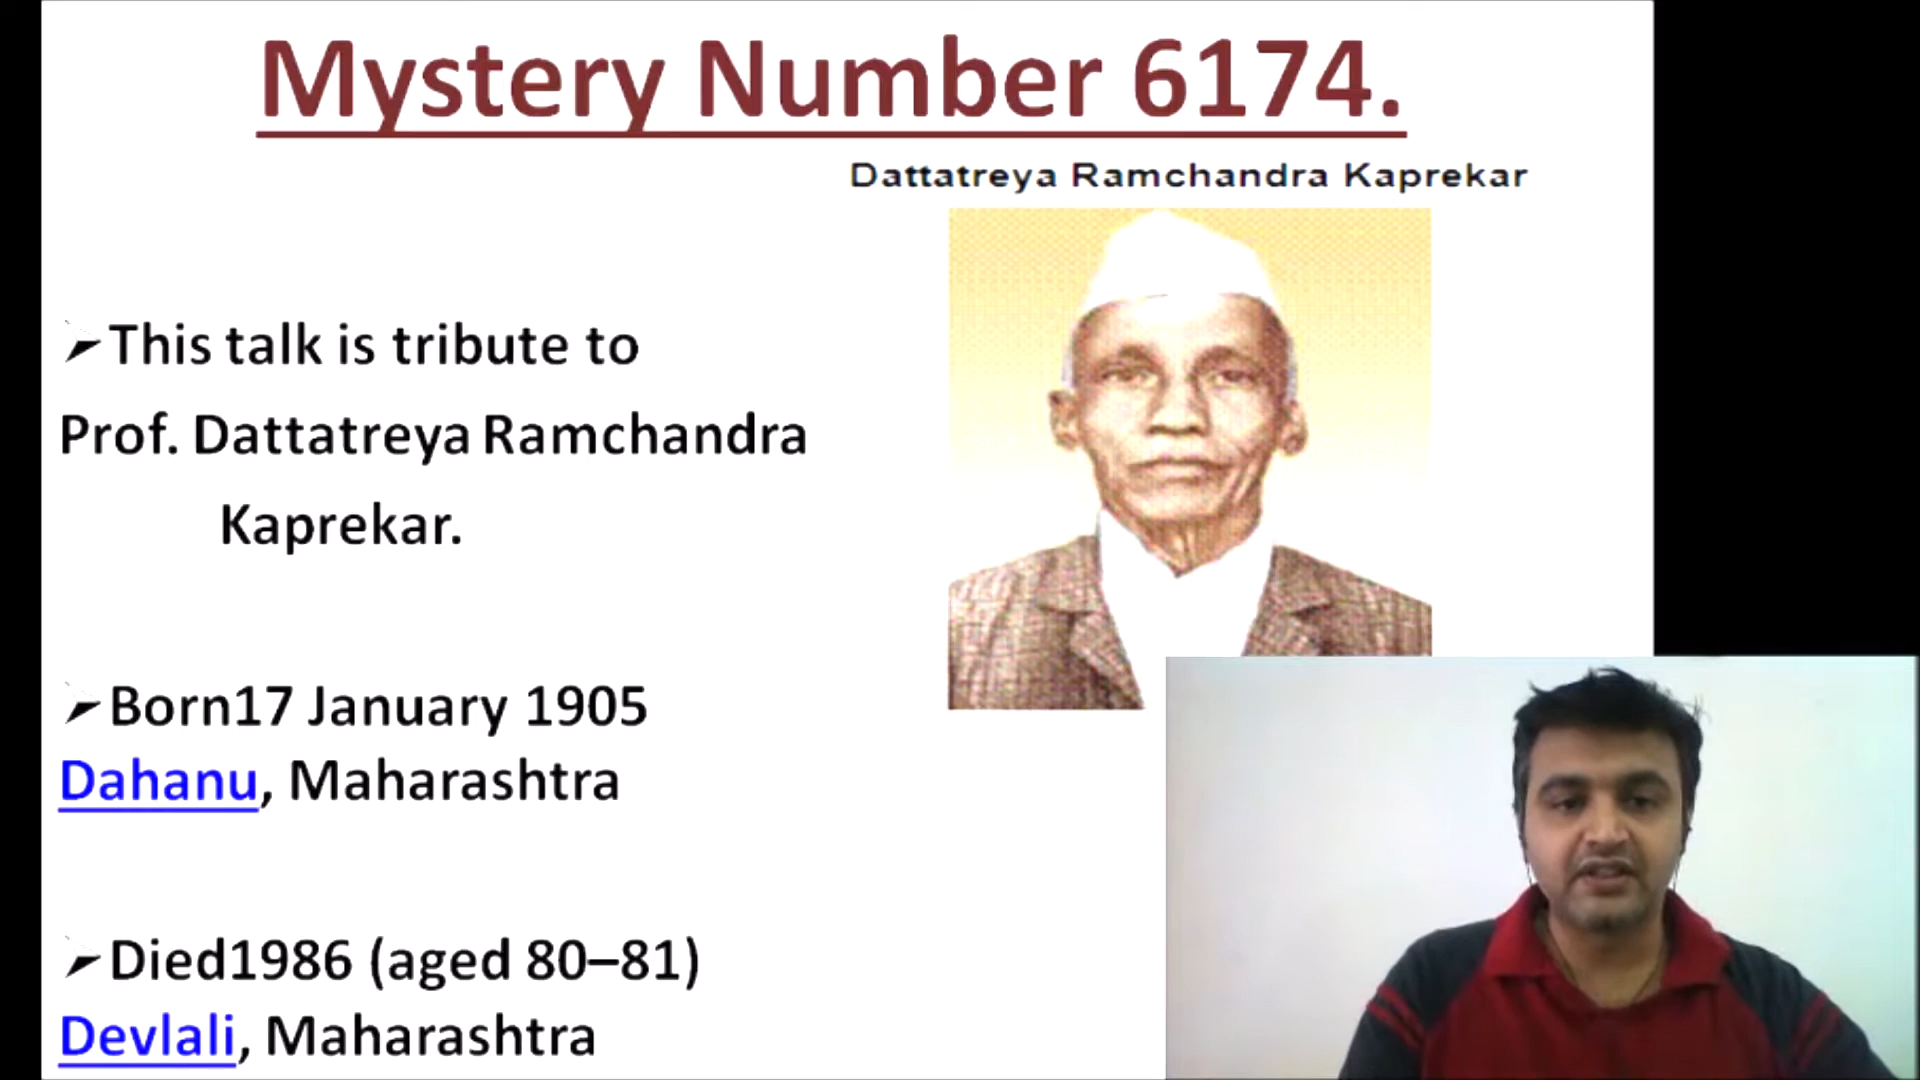 Mystery Number 6174.
Dattatreya Ramchandra Kaprekar
➢This talk is tribute to
Prof. Dattatreya Ramchandra
Kaprekar.
➢Born17 January 1905
Dahanu, Maharashtra
➢Died1986 (aged 80–81)
Devlali, Maharashtra